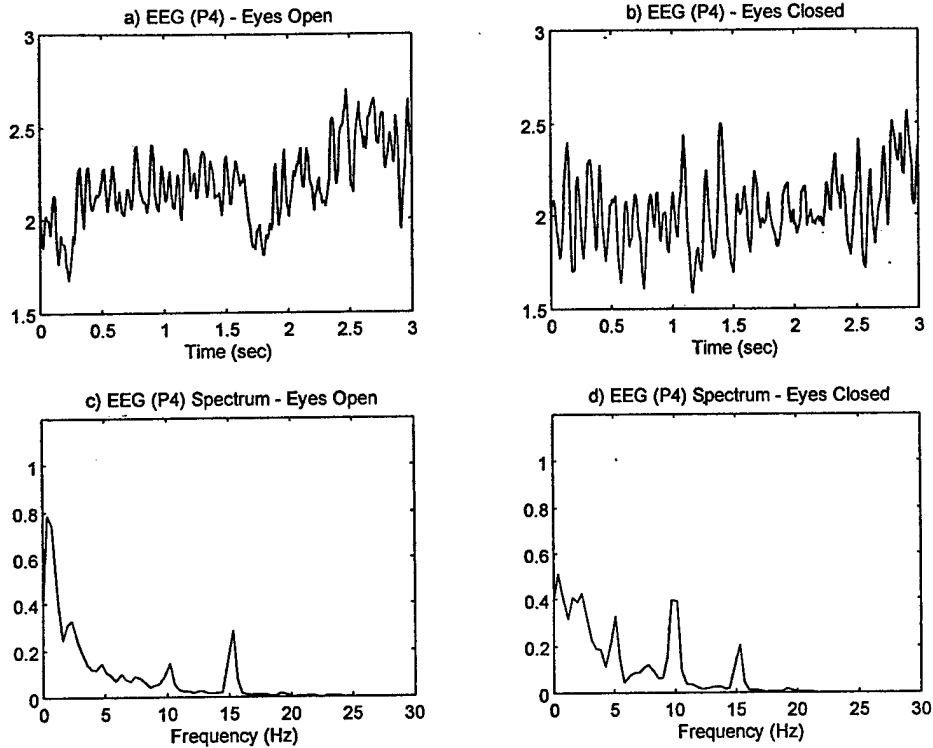 a) EEG (P4) - Eyes Open
3
2.5
2
1.5
0 0.5 1 1.5 2 2.5 3
Time (sec)
b) EEG (P4) - Eyes Closed
3
2.5
2
1.5
0 0.5 1 1.5 2 2.5 3
Time (sec)
c) EEG (P4) Spectrum - Eyes Open
1
0.8
0.6
0.4
0.2
0
0 5 10 15 20 25 30
Frequency (Hz)
d) EEG (P4) Spectrum - Eyes Closed
1
0.8
0.6
0.4
0.2
0
0 5 10 15 20 25 30
Frequency (Hz)